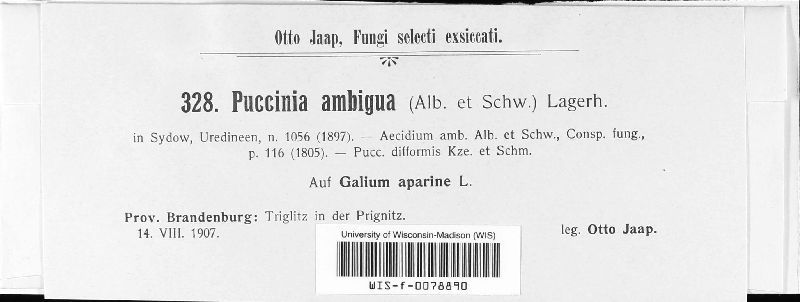 Otto Jaap, Fungi selecti exsiccati.
328. Puccinia ambigua (Alb. et Schw.) Lagerh.
in Sydow, Uredineen, n. 1056 (1897). — Aecidium amb. Alb. et Schw., Consp. fung.,
p. 116 (1805). — Pucc. difformis Kze. et Schm.
Auf Galium aparine L.
Prov. Brandenburg: Triglitz in der Prignitz.
14. VIII. 1907.
leg. Otto Jaap.
University of Wisconsin-Madison (WIS)
WIS-f-0078890